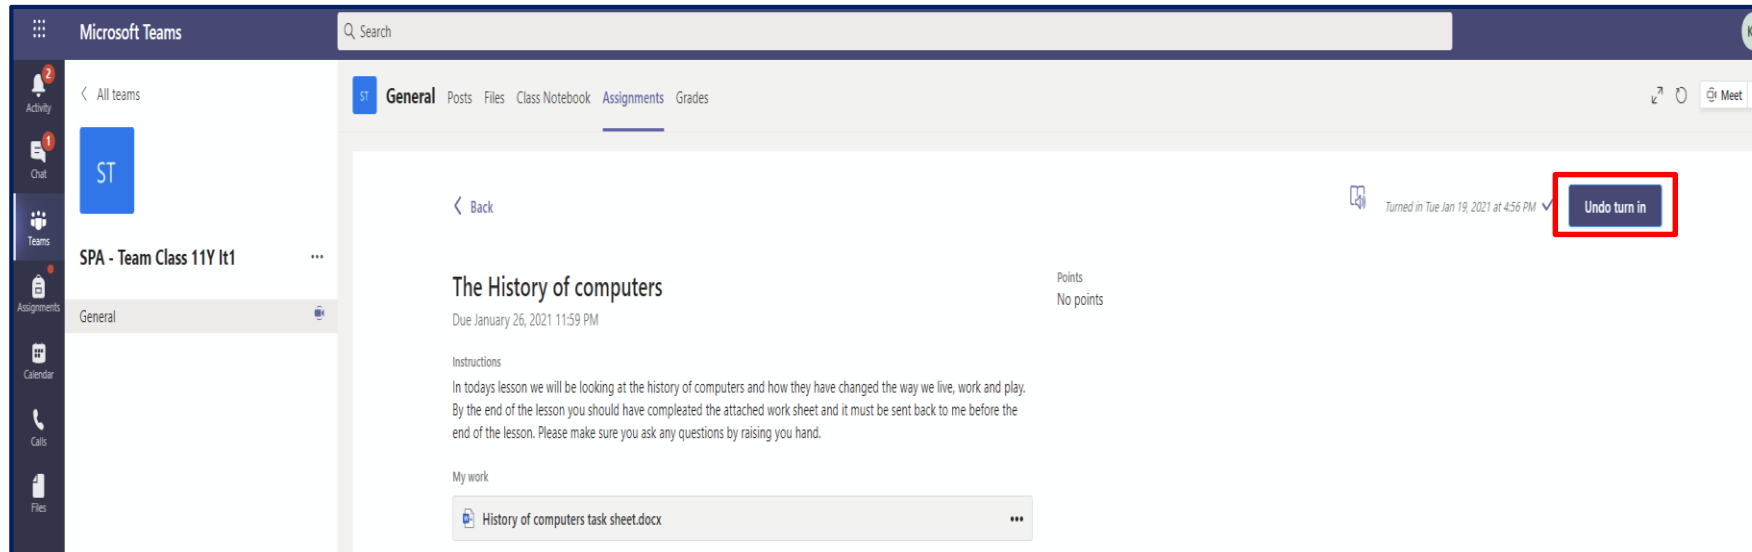 Microsoft Teams
Search
K
2
Activity
1
Chat
Teams
Assignments
Calendar
Calls
Files
All teams
ST
SPA - Team Class 11Y It1
General
ST General Posts Files Class Notebook Assignments Grades
Meet
Back
Turned in Tue Jan 19, 2021 at 4:56 PM
Undo turn in
The History of computers
Due January 26, 2021 11:59 PM
Points
No points
Instructions
In todays lesson we will be looking at the history of computers and how they have changed the way we live, work and play.
By the end of the lesson you should have compleated the attached work sheet and it must be sent back to me before the
end of the lesson. Please make sure you ask any questions by raising you hand.
My work
History of computers task sheet.docx